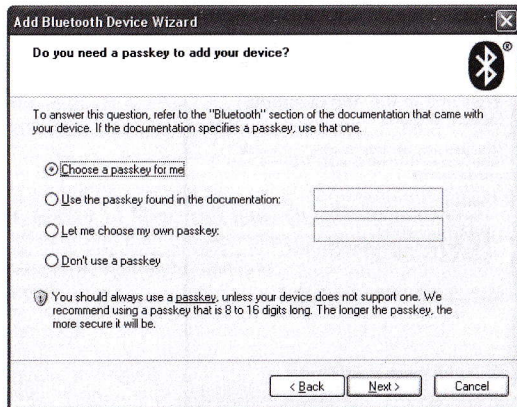 Add Bluetooth Device Wizard
Do you need a passkey to add your device?
®
To answer this question, refer to the "Bluetooth" section of the documentation that came with
your device. If the documentation specifies a passkey, use that one.
Choose a passkey for me
Use the passkey found in the documentation:
Let me choose my own passkey:
Don't use a passkey
You should always use a passkey, unless your device does not support one. We
recommend using a passkey that is 8 to 16 digits long. The longer the passkey, the
more secure it will be.
< Back
Next >
Cancel